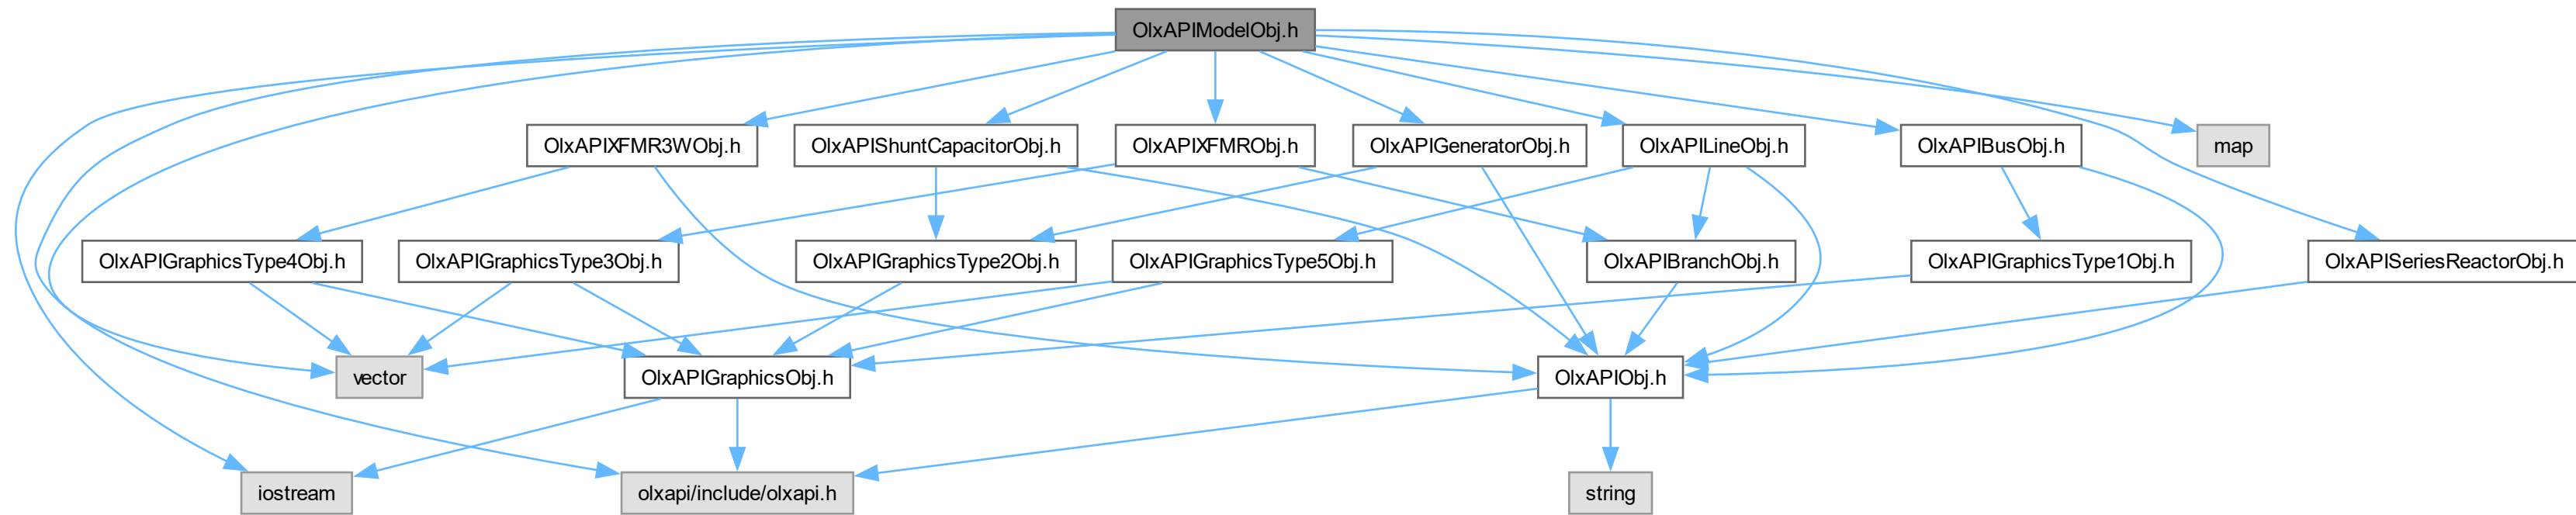 OlxAPIModelObj.h
OlxAPIXFMR3WObj.h
OlxAPIShuntCapacitorObj.h
OlxAPIXFMRObj.h
OlxAPIGeneratorObj.h
OlxAPILineObj.h
OlxAPIBusObj.h
map
OlxAPIGraphicsType4Obj.h
OlxAPIGraphicsType3Obj.h
OlxAPIGraphicsType2Obj.h
OlxAPIGraphicsType5Obj.h
OlxAPIBranchObj.h
OlxAPIGraphicsType1Obj.h
OlxAPISeriesReactorObj.h
vector
OlxAPIGraphicsObj.h
OlxAPIObj.h
iostream
olxapi/include/olxapi.h
string